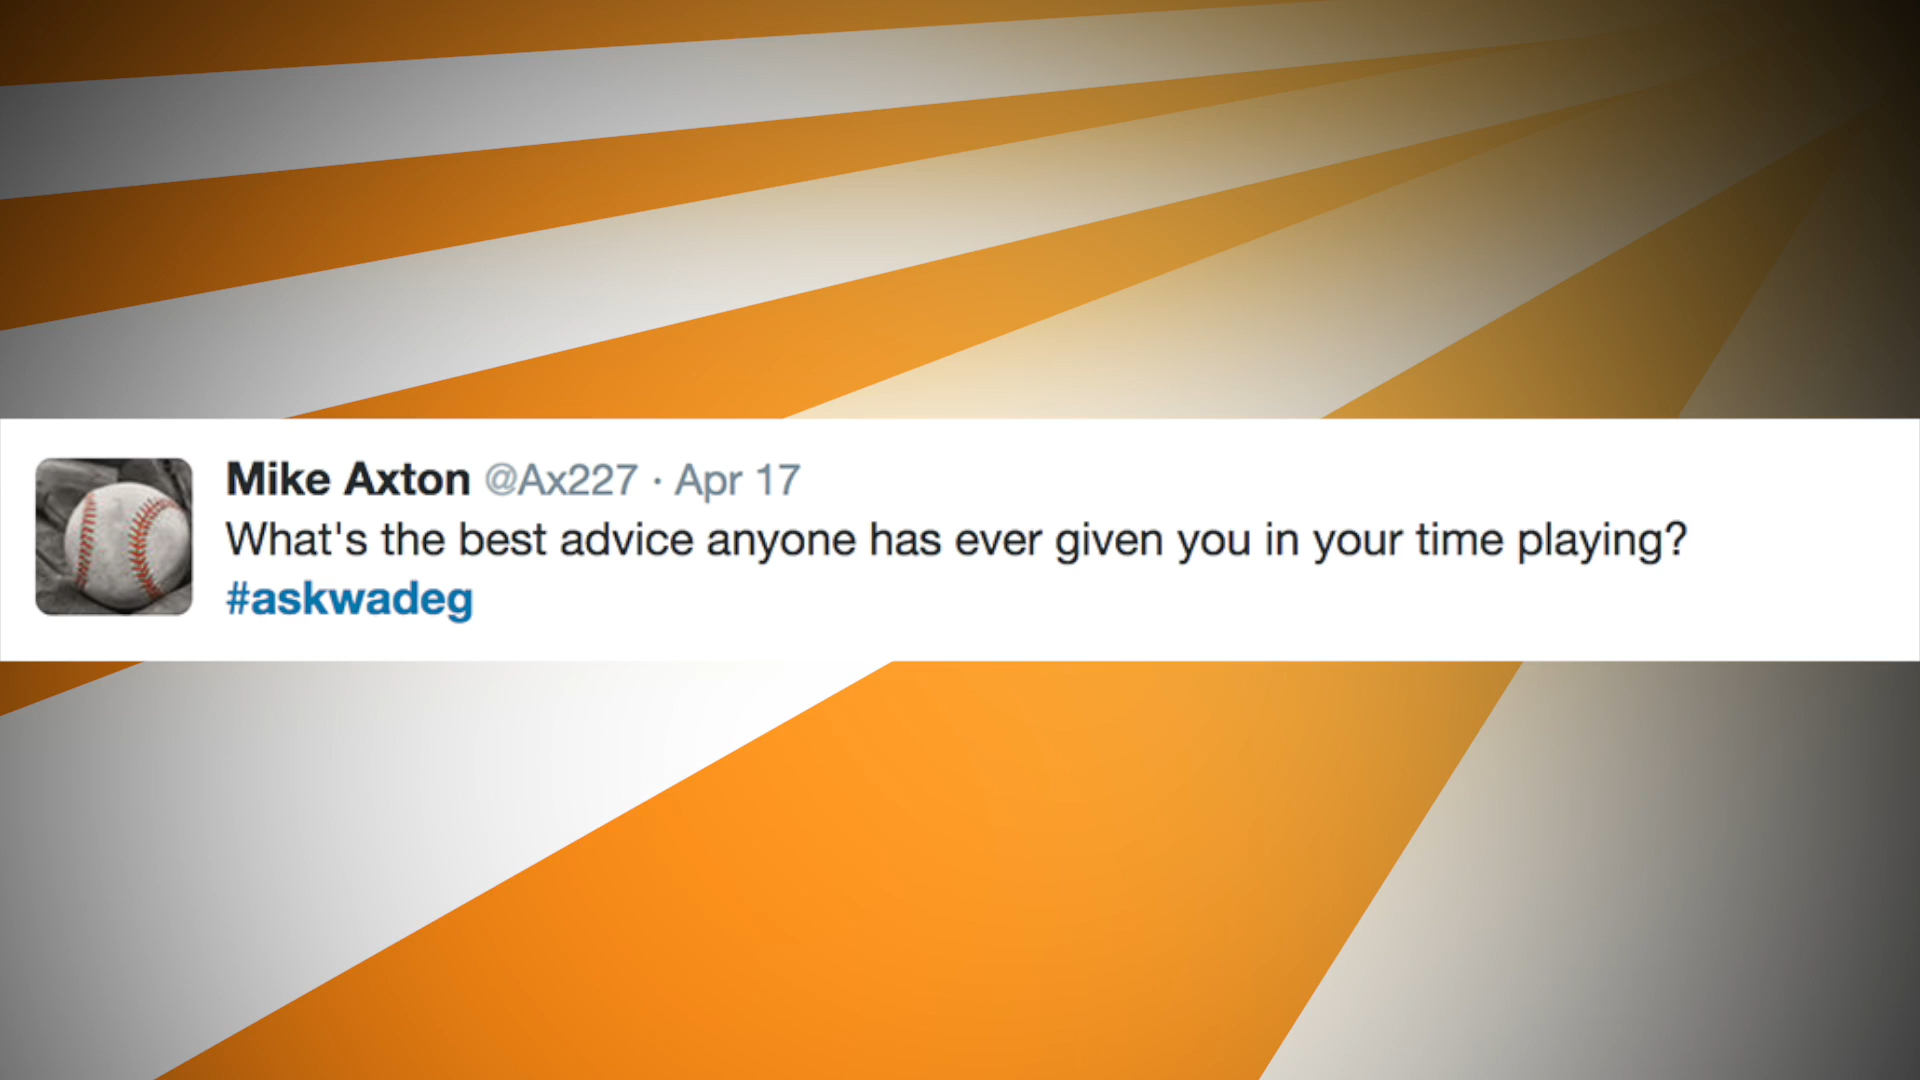 Mike Axton @Ax227 · Apr 17
What's the best advice anyone has ever given you in your time playing?
#askwadeg